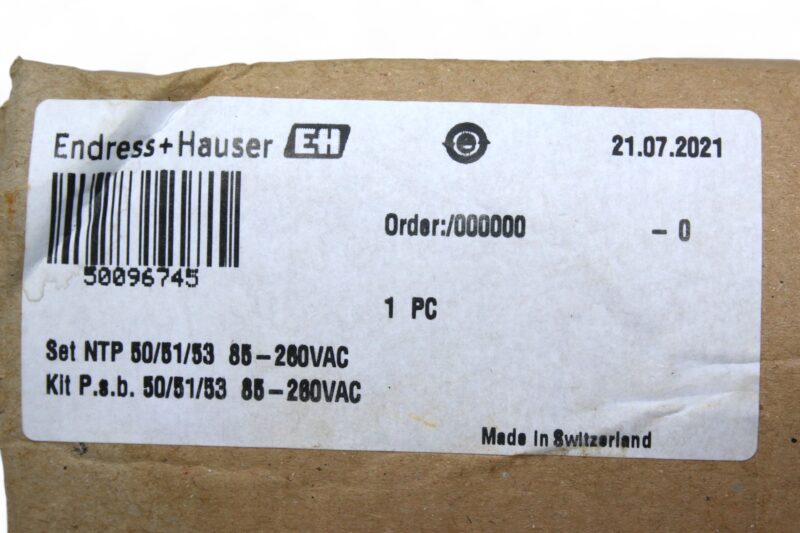 Endress+Hauser EH
e
21.07.2021
50096745
Order:/000000 - 0
1 PC
Set NTP 50/51/53 85-260VAC
Kit P.s.b. 50/51/53 85-260VAC
Made in Switzerland